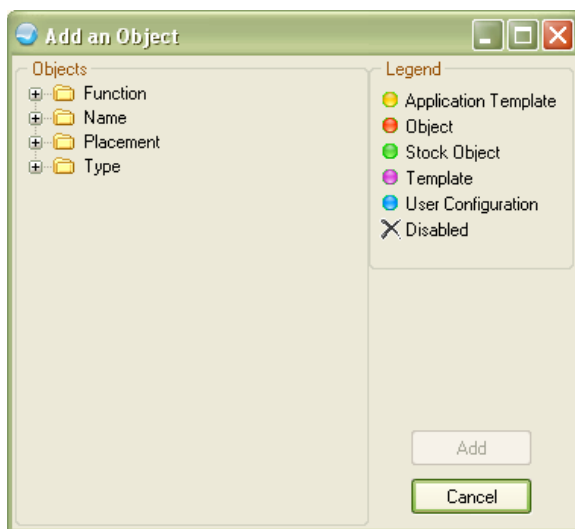 Add an Object
Objects
Function
Name
Placement
Type
Legend
Application Template
Object
Stock Object
Template
User Configuration
Disabled
Add
Cancel